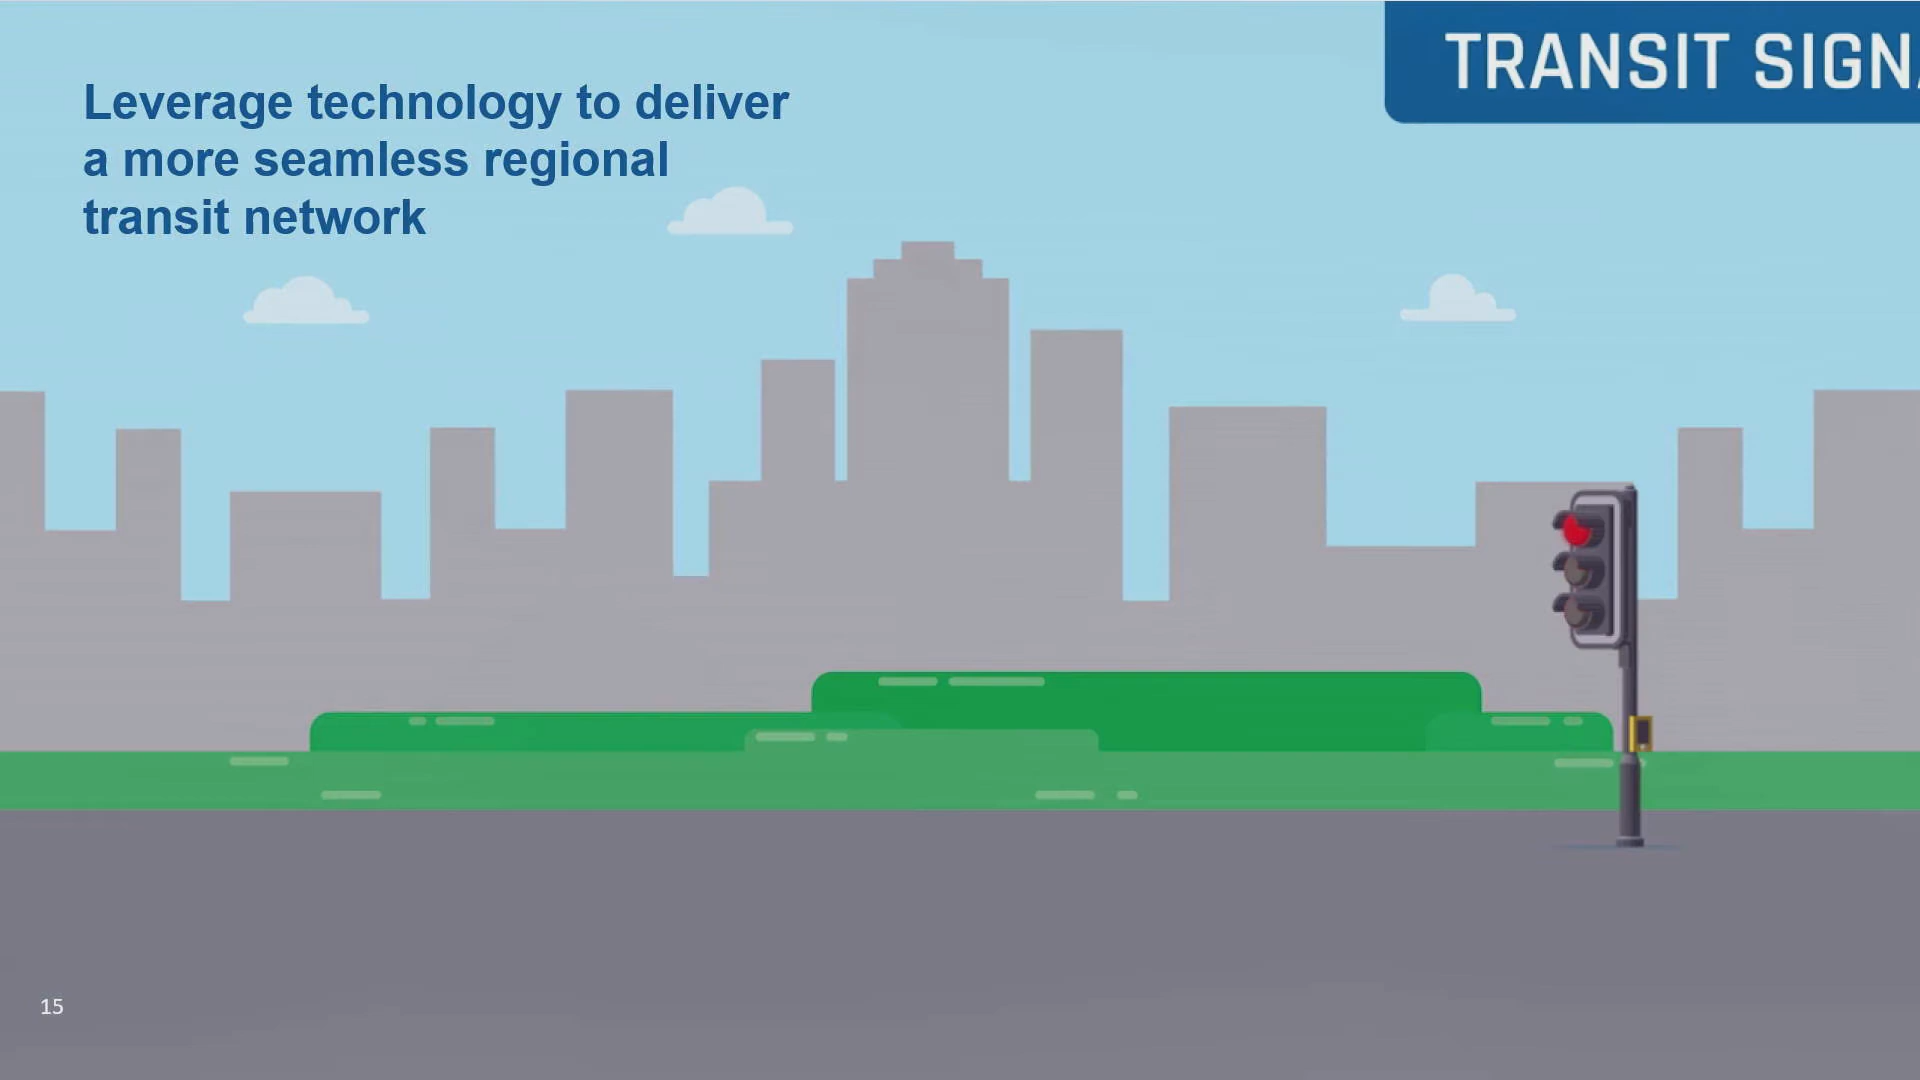 Leverage technology to deliver
a more seamless regional
transit network
TRANSIT SIGN
15